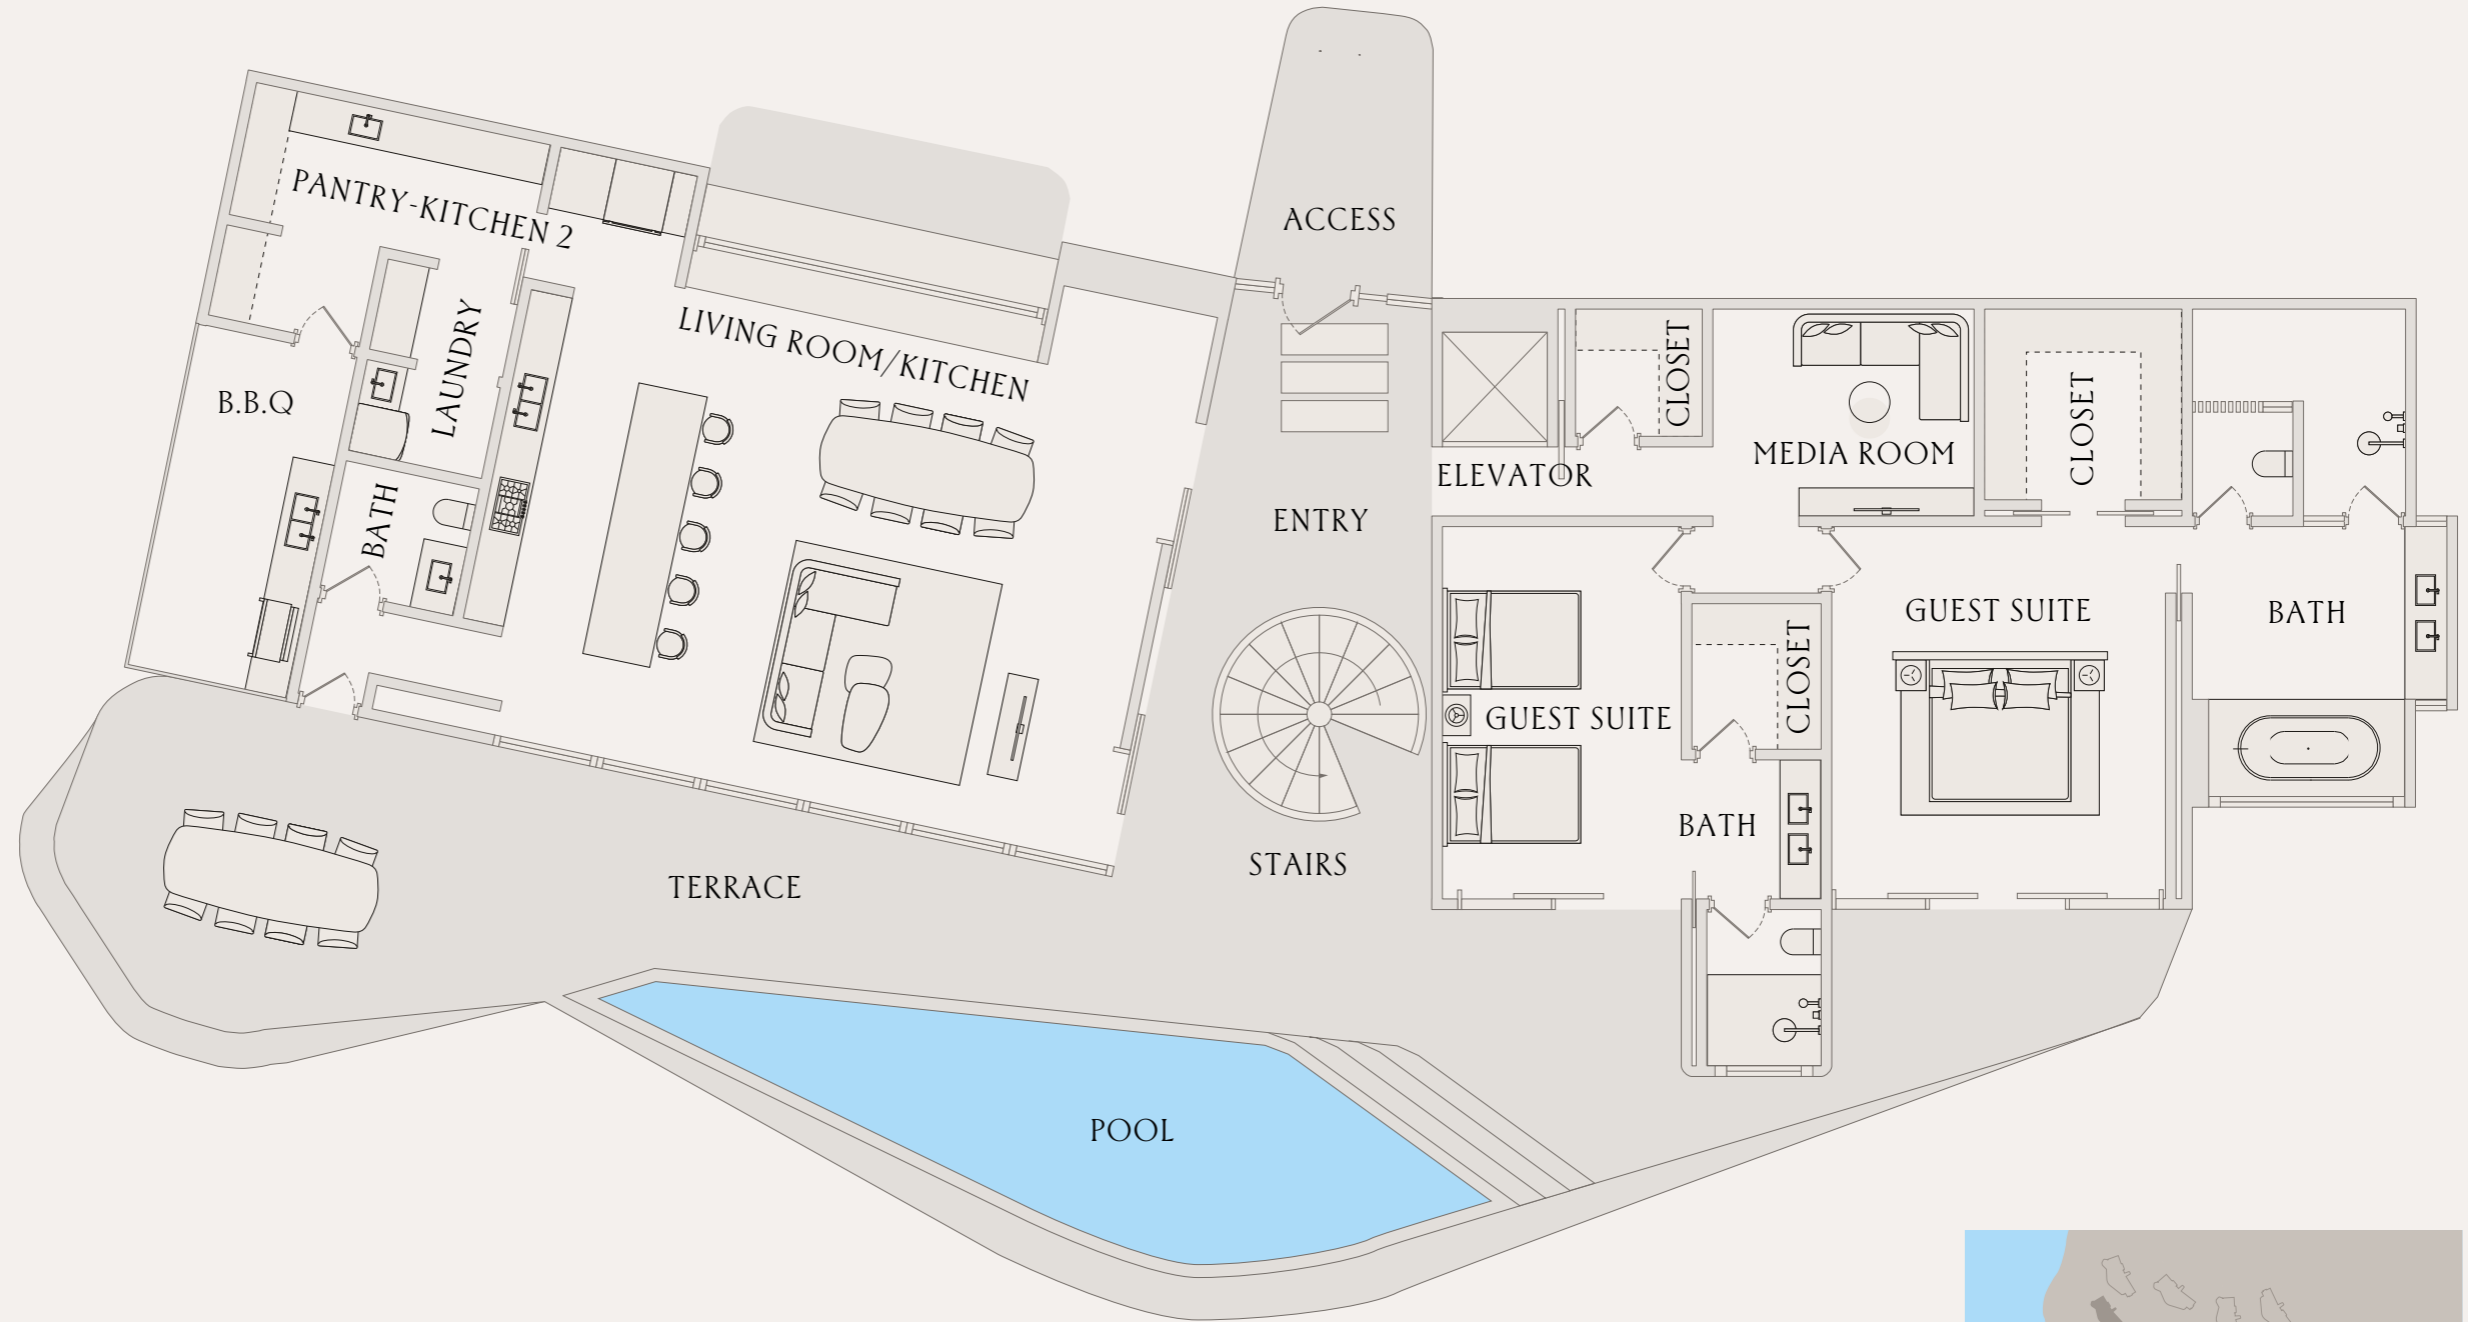 PANTRY-KITCHEN 2
LAUNDRY
B.B.Q
BATH
LIVING ROOM/KITCHEN
ACCESS
ENTRY
STAIRS
TERRACE
POOL
ELEVATOR
CLOSET
MEDIA ROOM
CLOSET
GUEST SUITE
CLOSET
BATH
GUEST SUITE
BATH